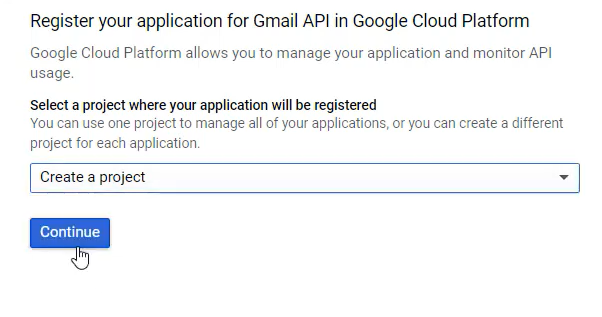 Register your application for Gmail API in Google Cloud Platform
Google Cloud Platform allows you to manage your application and monitor API
usage.
Select a project where your application will be registered
You can use one project to manage all of your applications, or you can create a different
project for each application.
Create a project
Continue